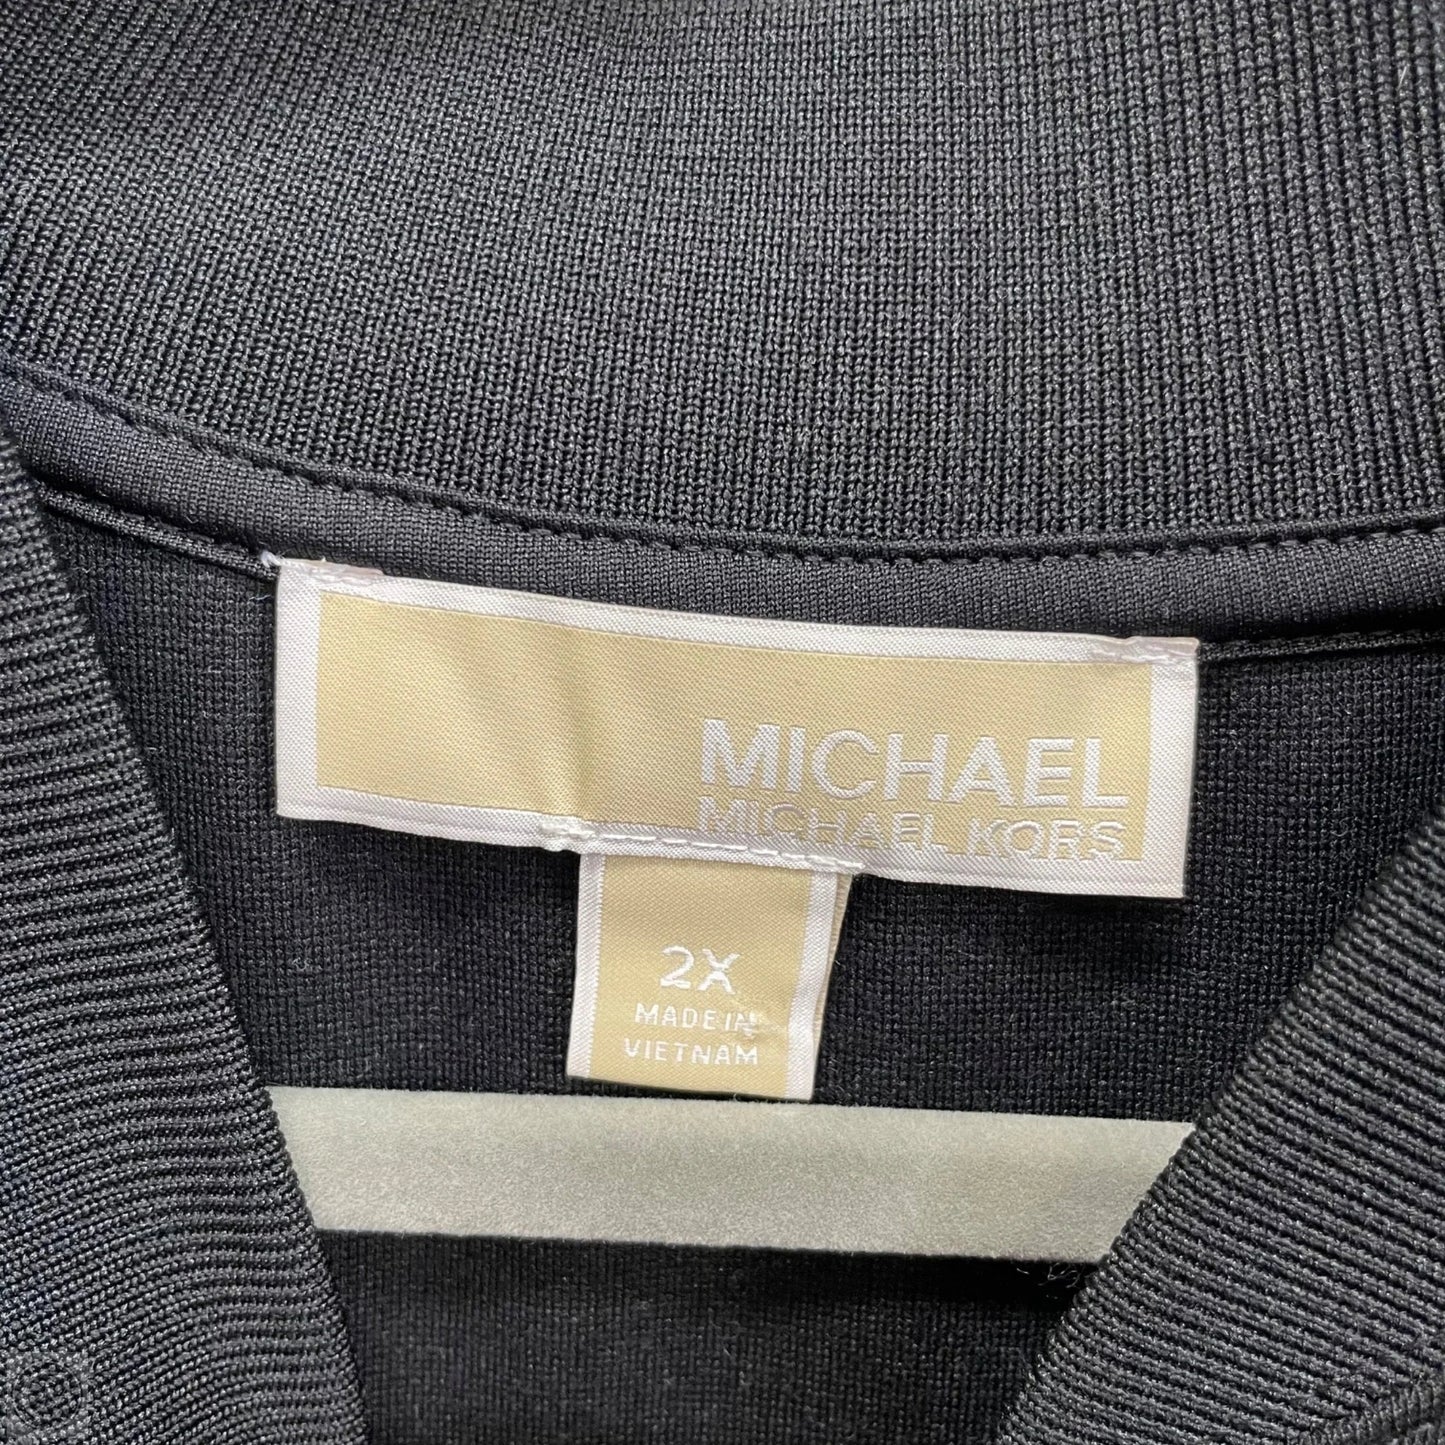 MICHAEL
MICHAEL KORS
2X
MADE IN
VIETNAM